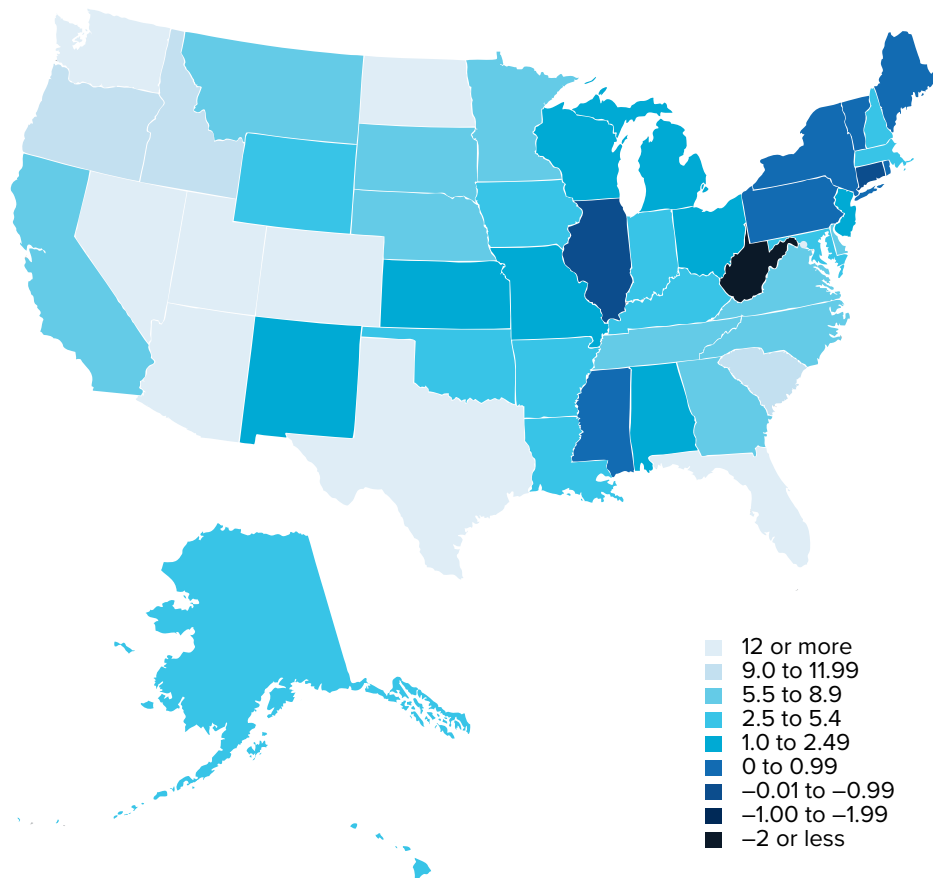 12 or more
9.0 to 11.99
5.5 to 8.9
2.5 to 5.4
1.0 to 2.49
0 to 0.99
–0.01 to –0.99
–1.00 to –1.99
–2 or less